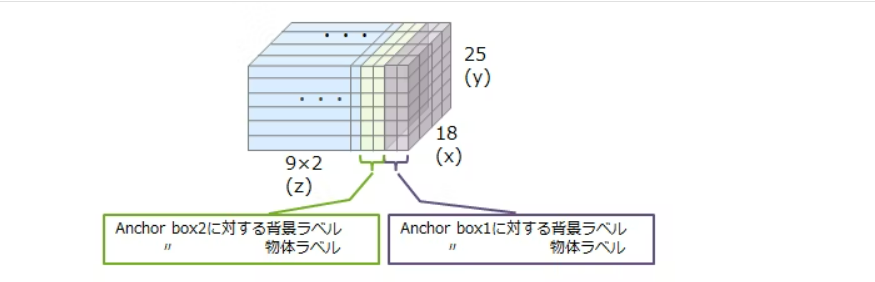 ・・・
25
(y)
・・・
18
(x)
9×2
(z)
Anchor box2に対する背景ラベル
〃 物体ラベル
Anchor box1に対する背景ラベル
〃 物体ラベル